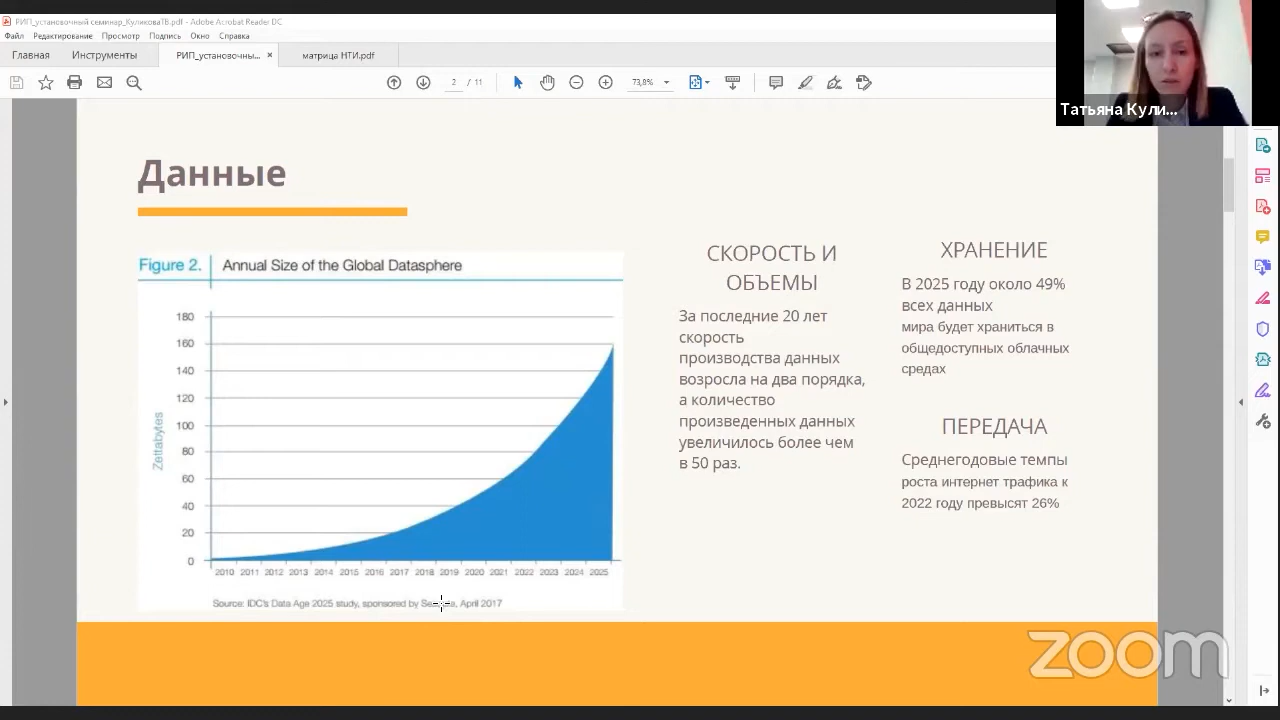 РИП_установочный семинар_КуликоваТВ.pdf - Adobe Acrobat Reader DC
Файл Редактирование Просмотр Подпись Окно Справка
Главная Инструменты РИП_установочны... × матрица НТИ.pdf
2 / 11 73,8%
Татьяна Кули...
Данные
Figure 2. Annual Size of the Global Datasphere
180
160
140
120
100
80
60
40
20
0
Zettabytes
2010 2011 2012 2013 2014 2015 2016 2017 2018 2019 2020 2021 2022 2023 2024 2025
Source: IDC's Data Age 2025 study, sponsored by April 2017
СКОРОСТЬ И
ОБЪЕМЫ
За последние 20 лет
скорость
производства данных
возросла на два порядка,
а количество
произведенных данных
увеличилось более чем
в 50 раз.
ХРАНЕНИЕ
В 2025 году около 49%
всех данных
мира будет храниться в
общедоступных облачных
средах
ПЕРЕДАЧА
Среднегодовые темпы
роста интернет трафика к
2022 году превысят 26%
zoom